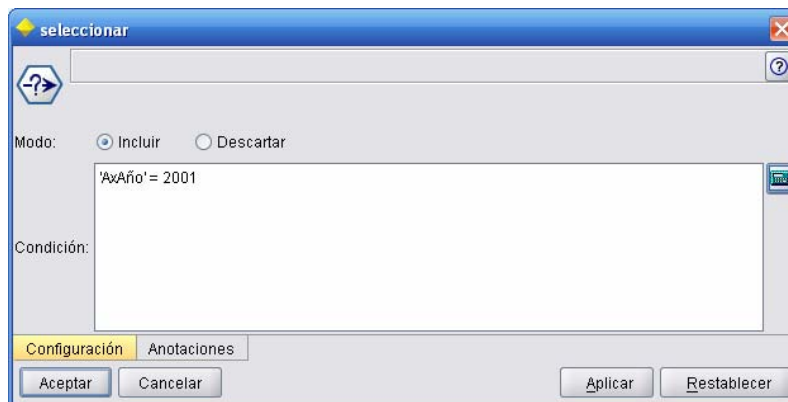 seleccionar
Modo: Incluir Descartar
'AxAño' = 2001
Condición:
Configuración Anotaciones
Aceptar Cancelar Aplicar Restablecer